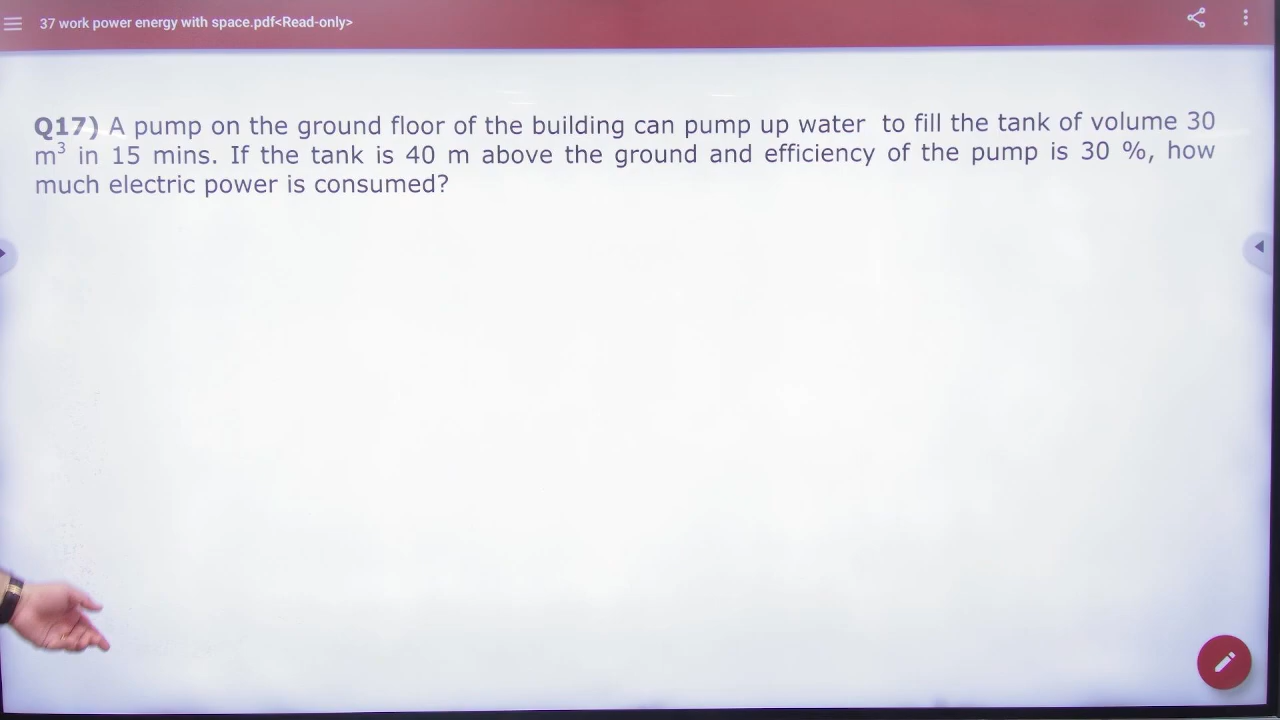 37 work power energy with space.pdf<Read-only>
Q17) A pump on the ground floor of the building can pump up water to fill the tank of volume 30
m³ in 15 mins. If the tank is 40 m above the ground and efficiency of the pump is 30 %, how
much electric power is consumed?